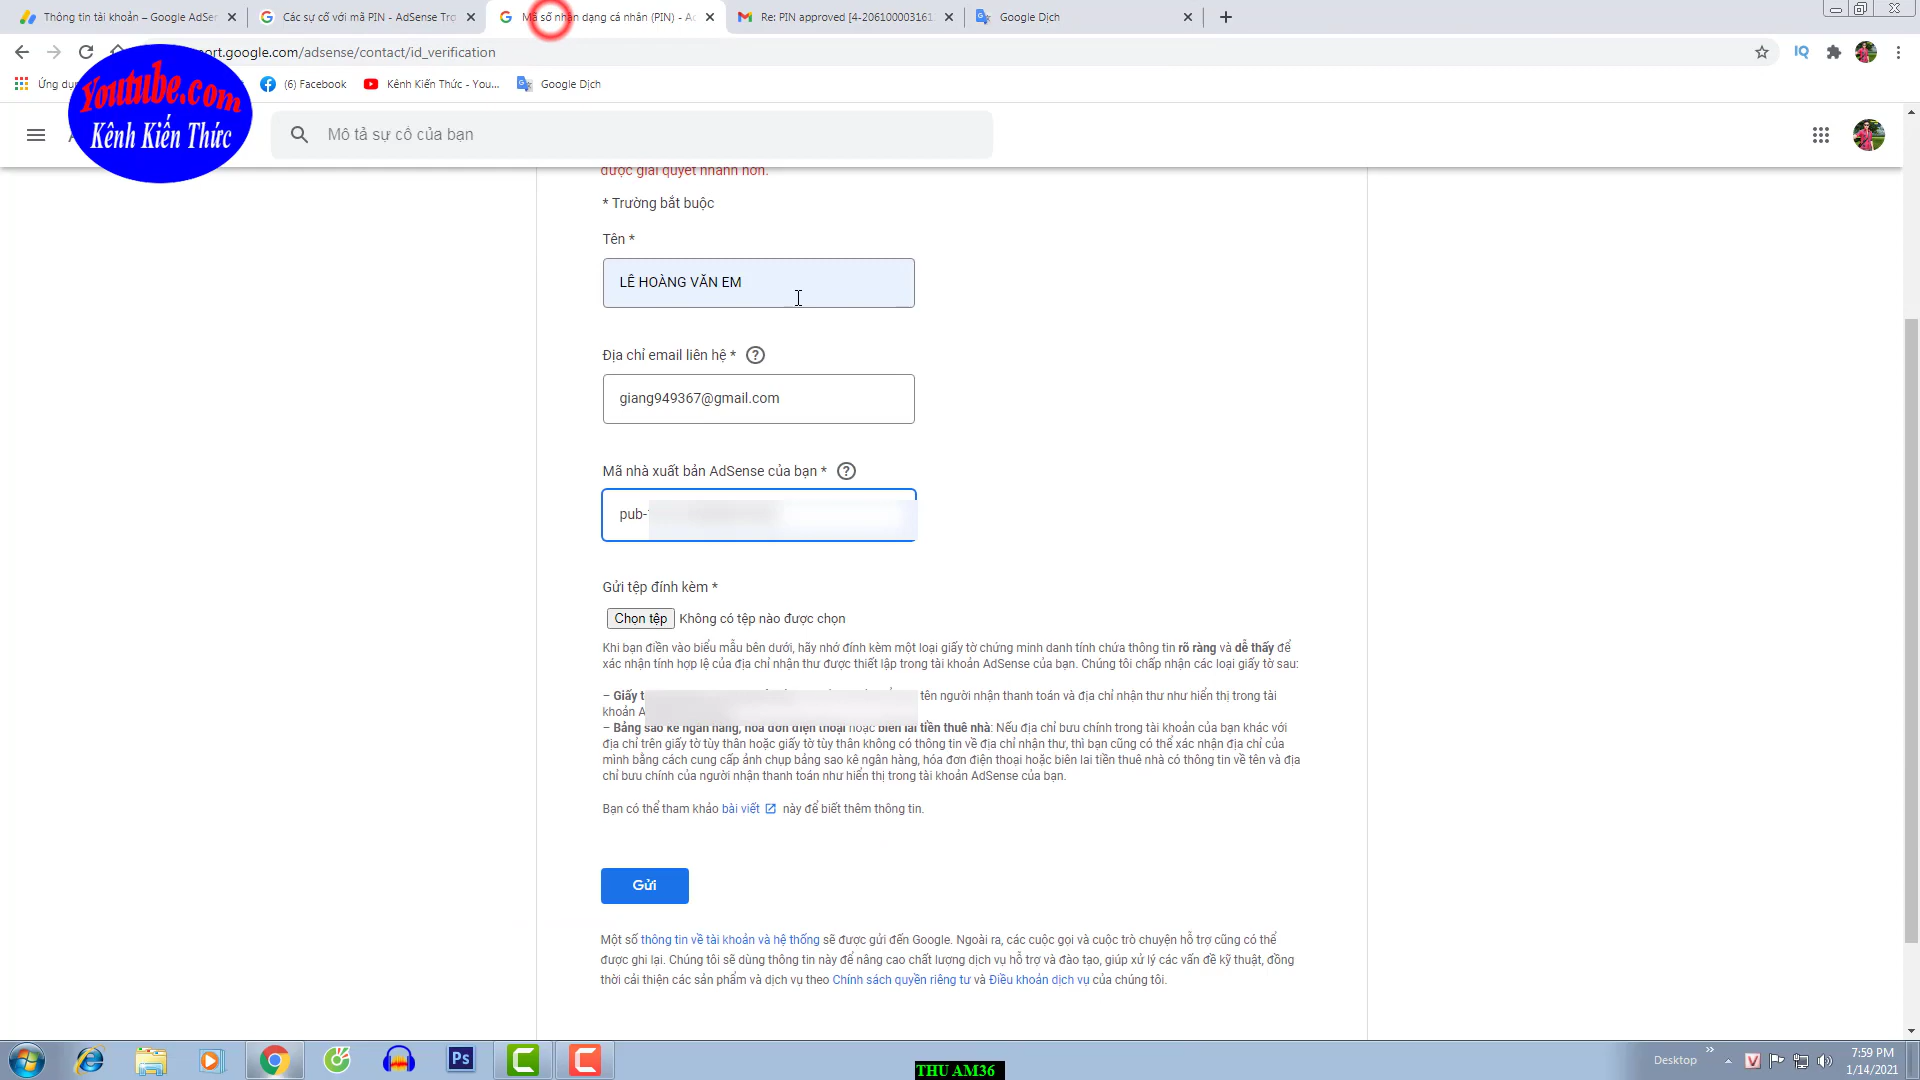 Thông tin tài khoản – Google AdSen
Các sự cố với mã PIN - AdSense Trợ
Mã số nhận dạng cá nhân (PIN) - Ad
Re: PIN approved [4-2061000031613
Google Dịch
port.google.com/adsense/contact/id_verification
Ứng dụ
(6) Facebook
Kênh Kiến Thức - You...
Google Dịch
Youtube.com
Kênh Kiến Thức
Mô tả sự cố của bạn
được giải quyết nhanh hơn.
* Trường bắt buộc
Tên *
LÊ HOÀNG VĂN EM
Địa chỉ email liên hệ *
giang949367@gmail.com
Mã nhà xuất bản AdSense của bạn *
pub-
Gửi tệp đính kèm *
Chọn tệp Không có tệp nào được chọn
Khi bạn điền vào biểu mẫu bên dưới, hãy nhớ đính kèm một loại giấy tờ chứng minh danh tính chứa thông tin rõ ràng và dễ thấy để
xác nhận tính hợp lệ của địa chỉ nhận thư được thiết lập trong tài khoản AdSense của bạn. Chúng tôi chấp nhận các loại giấy tờ sau:
– Giấy t tên người nhận thanh toán và địa chỉ nhận thư như hiển thị trong tài
khoản A
– Bảng sao kê ngân hàng, hóa đơn điện thoại hoặc biên lai tiền thuê nhà: Nếu địa chỉ bưu chính trong tài khoản của bạn khác với
địa chỉ trên giấy tờ tùy thân hoặc giấy tờ tùy thân không có thông tin về địa chỉ nhận thư, thì bạn cũng có thể xác nhận địa chỉ của
mình bằng cách cung cấp ảnh chụp bảng sao kê ngân hàng, hóa đơn điện thoại hoặc biên lai tiền thuê nhà có thông tin về tên và địa
chỉ bưu chính của người nhận thanh toán như hiển thị trong tài khoản AdSense của bạn.
Bạn có thể tham khảo bài viết này để biết thêm thông tin.
Gửi
Một số thông tin về tài khoản và hệ thống sẽ được gửi đến Google. Ngoài ra, các cuộc gọi và cuộc trò chuyện hỗ trợ cũng có thể
được ghi lại. Chúng tôi sẽ dùng thông tin này để nâng cao chất lượng dịch vụ hỗ trợ và đào tạo, giúp xử lý các vấn đề kỹ thuật, đồng
thời cải thiện các sản phẩm và dịch vụ theo Chính sách quyền riêng tư và Điều khoản dịch vụ của chúng tôi.
Desktop
7:59 PM
1/14/2021
THU AM36